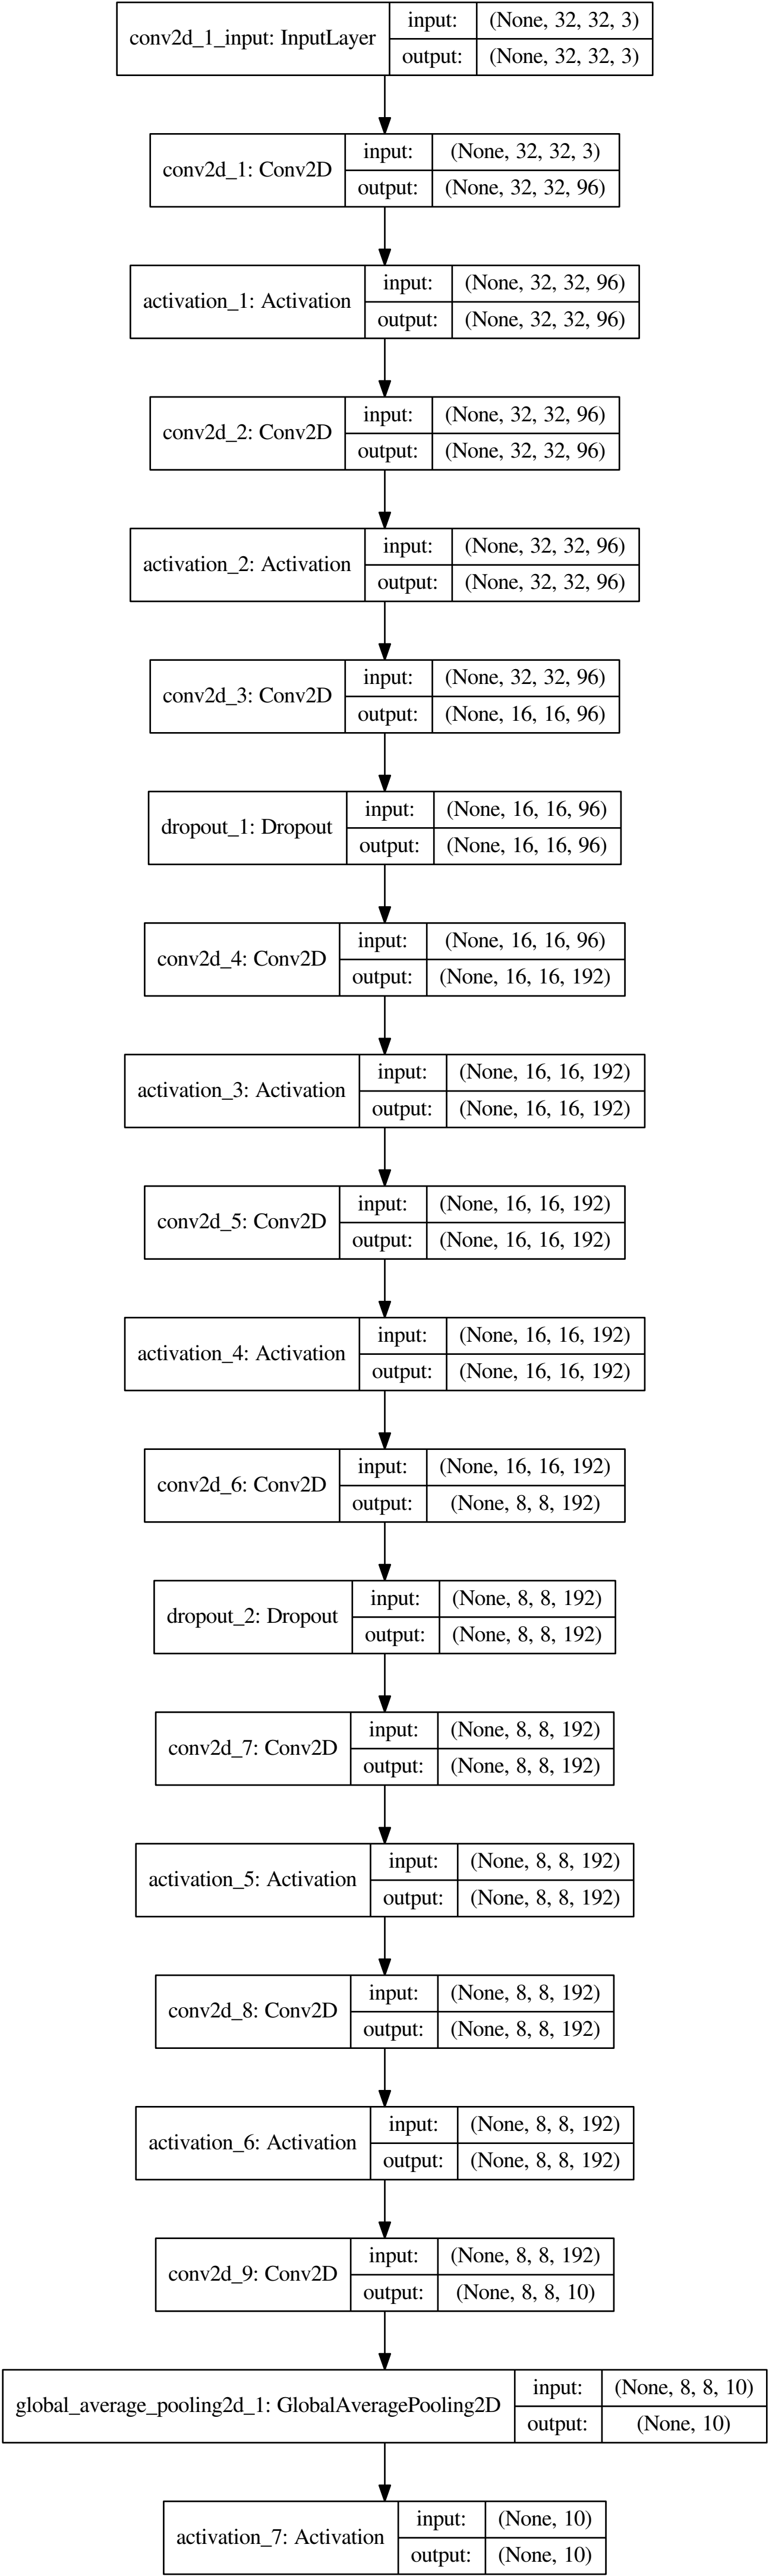 conv2d_1_input: InputLayer
input: (None, 32, 32, 3)
output: (None, 32, 32, 3)
conv2d_1: Conv2D
input: (None, 32, 32, 3)
output: (None, 32, 32, 96)
activation_1: Activation
input: (None, 32, 32, 96)
output: (None, 32, 32, 96)
conv2d_2: Conv2D
input: (None, 32, 32, 96)
output: (None, 32, 32, 96)
activation_2: Activation
input: (None, 32, 32, 96)
output: (None, 32, 32, 96)
conv2d_3: Conv2D
input: (None, 32, 32, 96)
output: (None, 16, 16, 96)
dropout_1: Dropout
input: (None, 16, 16, 96)
output: (None, 16, 16, 96)
conv2d_4: Conv2D
input: (None, 16, 16, 96)
output: (None, 16, 16, 192)
activation_3: Activation
input: (None, 16, 16, 192)
output: (None, 16, 16, 192)
conv2d_5: Conv2D
input: (None, 16, 16, 192)
output: (None, 16, 16, 192)
activation_4: Activation
input: (None, 16, 16, 192)
output: (None, 16, 16, 192)
conv2d_6: Conv2D
input: (None, 16, 16, 192)
output: (None, 8, 8, 192)
dropout_2: Dropout
input: (None, 8, 8, 192)
output: (None, 8, 8, 192)
conv2d_7: Conv2D
input: (None, 8, 8, 192)
output: (None, 8, 8, 192)
activation_5: Activation
input: (None, 8, 8, 192)
output: (None, 8, 8, 192)
conv2d_8: Conv2D
input: (None, 8, 8, 192)
output: (None, 8, 8, 192)
activation_6: Activation
input: (None, 8, 8, 192)
output: (None, 8, 8, 192)
conv2d_9: Conv2D
input: (None, 8, 8, 192)
output: (None, 8, 8, 10)
global_average_pooling2d_1: GlobalAveragePooling2D
input: (None, 8, 8, 10)
output: (None, 10)
activation_7: Activation
input: (None, 10)
output: (None, 10)